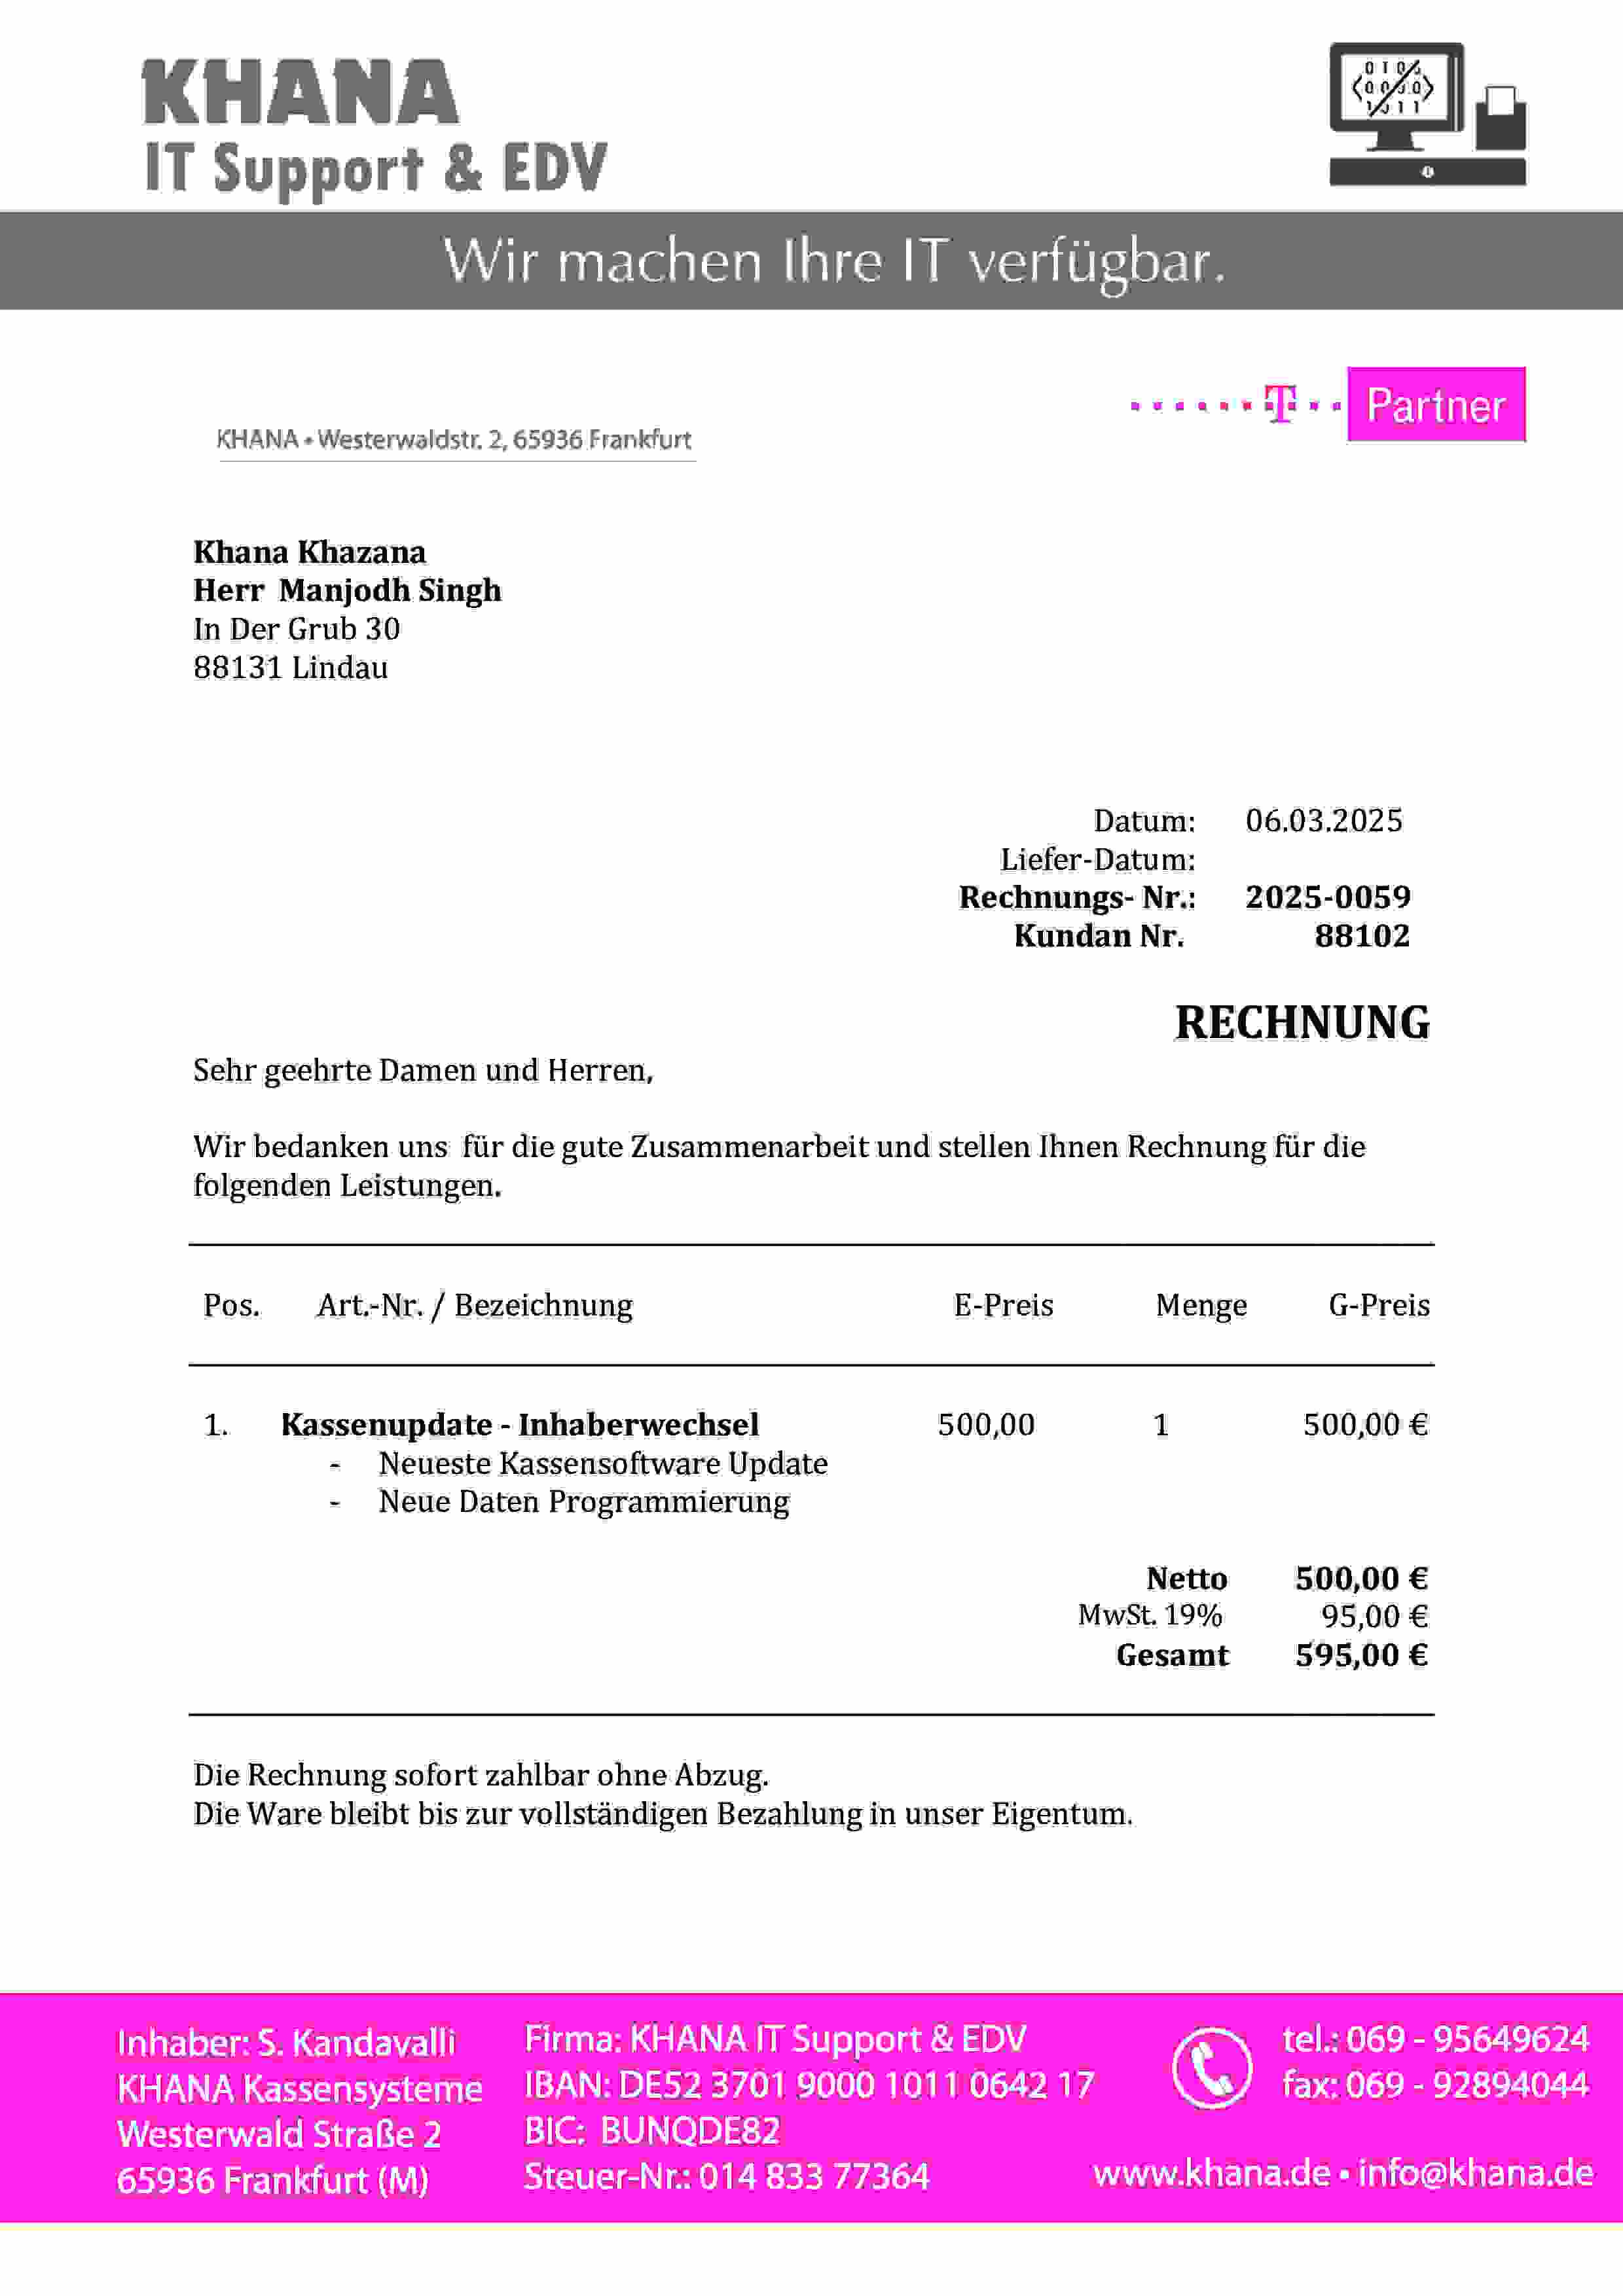 KHANA
IT Support & EDV
Wir machen Ihre IT verfügbar.
T Partner
KHANA • Westerwaldstr. 2, 65936 Frankfurt
Khana Khazana
Herr Manjodh Singh
In Der Grub 30
88131 Lindau
Datum: 06.03.2025
Liefer-Datum:
Rechnungs- Nr.: 2025-0059
Kundan Nr. 88102
RECHNUNG
Sehr geehrte Damen und Herren,
Wir bedanken uns für die gute Zusammenarbeit und stellen Ihnen Rechnung für die
folgenden Leistungen.
Pos. Art.-Nr. / Bezeichnung E-Preis Menge G-Preis
1. Kassenupdate - Inhaberwechsel 500,00 1 500,00 €
- Neueste Kassensoftware Update
- Neue Daten Programmierung
Netto 500,00 €
MwSt. 19% 95,00 €
Gesamt 595,00 €
Die Rechnung sofort zahlbar ohne Abzug.
Die Ware bleibt bis zur vollständigen Bezahlung in unser Eigentum.
Inhaber: S. Kandavalli
KHANA Kassensysteme
Westerwald Straße 2
65936 Frankfurt (M)
Firma: KHANA IT Support & EDV
IBAN: DE52 3701 9000 1011 0642 17
BIC: BUNQDE82
Steuer-Nr.: 014 833 77364
tel.: 069 - 95649624
fax: 069 - 92894044
www.khana.de • info@khana.de